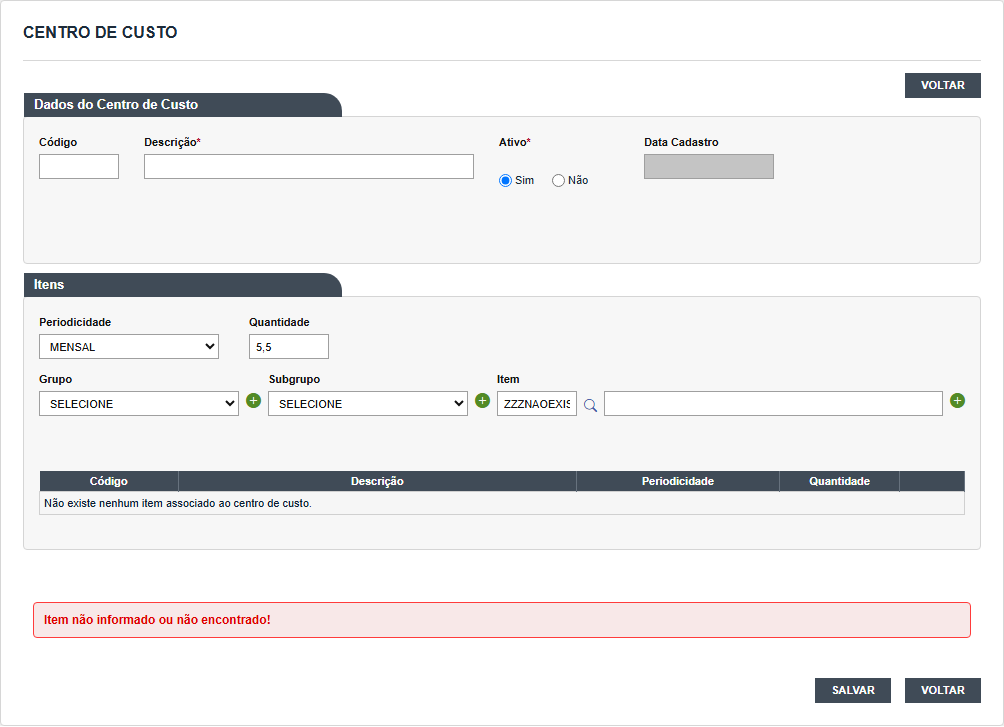 CENTRO DE CUSTO
VOLTAR
Dados do Centro de Custo
Código Descrição* Ativo* Data Cadastro
Sim Não
Itens
Periodicidade Quantidade
MENSAL 5,5
Grupo Subgrupo Item
SELECIONE SELECIONE ZZZNAOEXIS
Código Descrição Periodicidade Quantidade
Não existe nenhum item associado ao centro de custo.
Item não informado ou não encontrado!
SALVAR VOLTAR